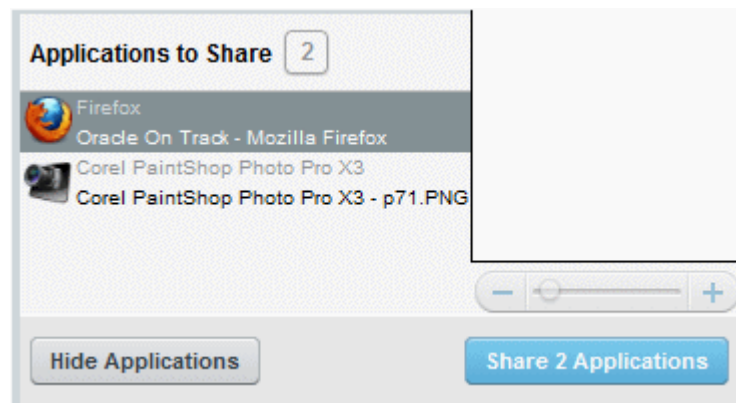 Applications to Share 2
Firefox
Oracle On Track - Mozilla Firefox
Corel PaintShop Photo Pro X3
Corel PaintShop Photo Pro X3 - p71.PNG
Hide Applications
Share 2 Applications